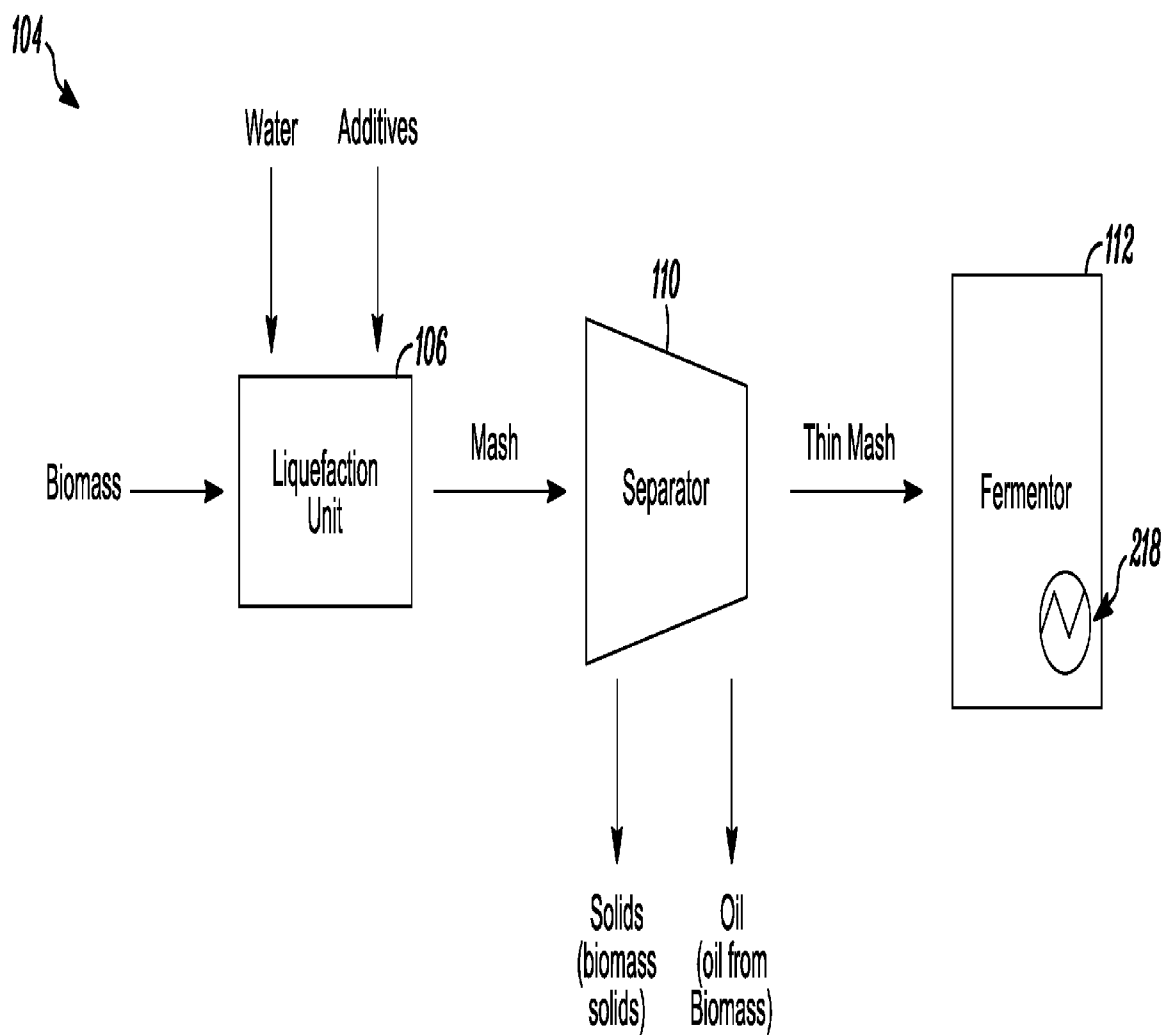 104
Water
Additives
106
110
112
Biomass
Liquefaction
Unit
Mash
Separator
Thin Mash
Fermentor
218
Solids
(biomass
solids)
Oil
(oil from
Biomass)